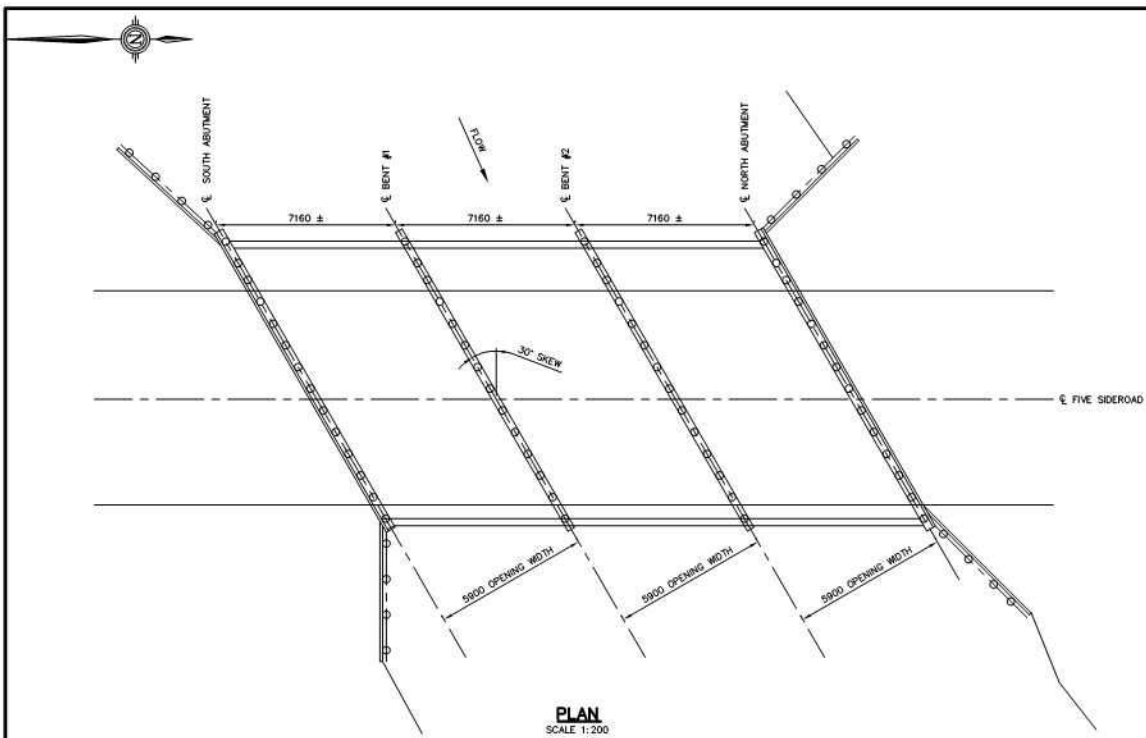 N
℄ SOUTH ABUTMENT
℄ BENT #1
FLOW
℄ BENT #2
℄ NORTH ABUTMENT
7160 ±
7160 ±
7160 ±
30° SKEW
℄ FIVE SIDEROAD
5900 OPENING WIDTH
5900 OPENING WIDTH
5900 OPENING WIDTH
PLAN
SCALE 1:200